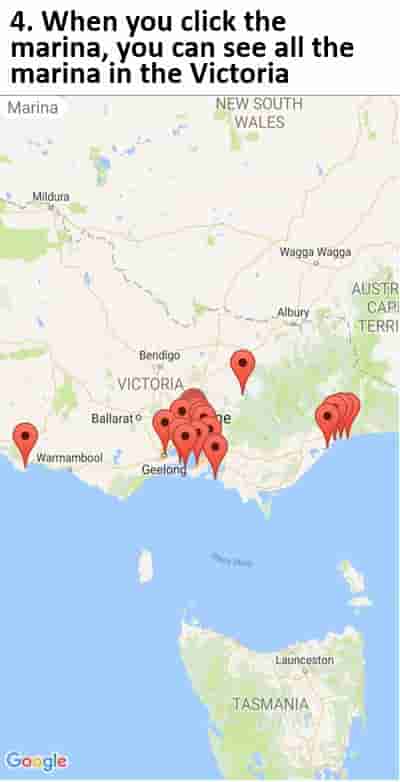 4. When you click the
marina, you can see all the
marina in the Victoria
Marina
NEW SOUTH
WALES
Mildura
Wagga Wagga
AUSTR
CAPI
TERRI
Albury
Bendigo
VICTORIA
Ballarat
ne
Geelong
Warrnambool
Launceston
TASMANIA
Google